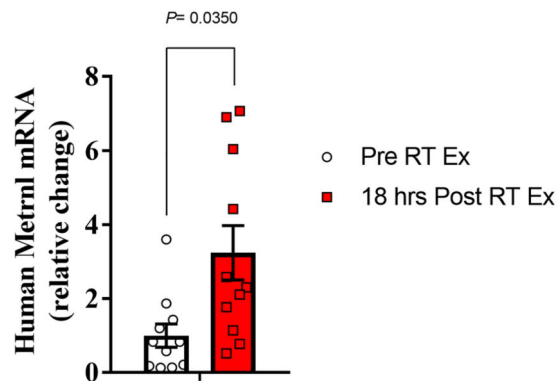 P= 0.0350
Human Metrnl mRNA
(relative change)
8
6
4
2
0
Pre RT Ex
18 hrs Post RT Ex